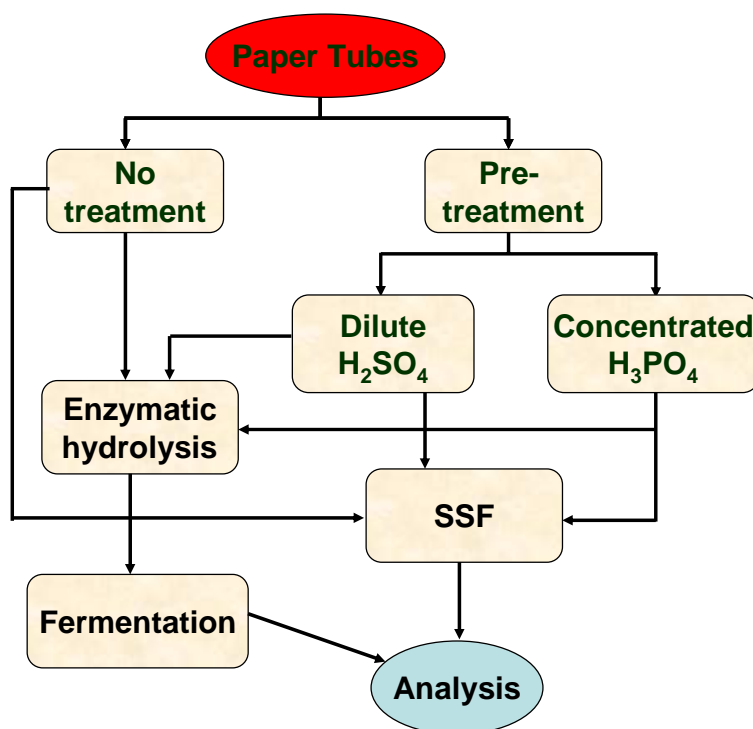 Paper Tubes
No
treatment
Pre-
treatment
Dilute
H₂SO₄
Concentrated
H₃PO₄
Enzymatic
hydrolysis
SSF
Fermentation
Analysis